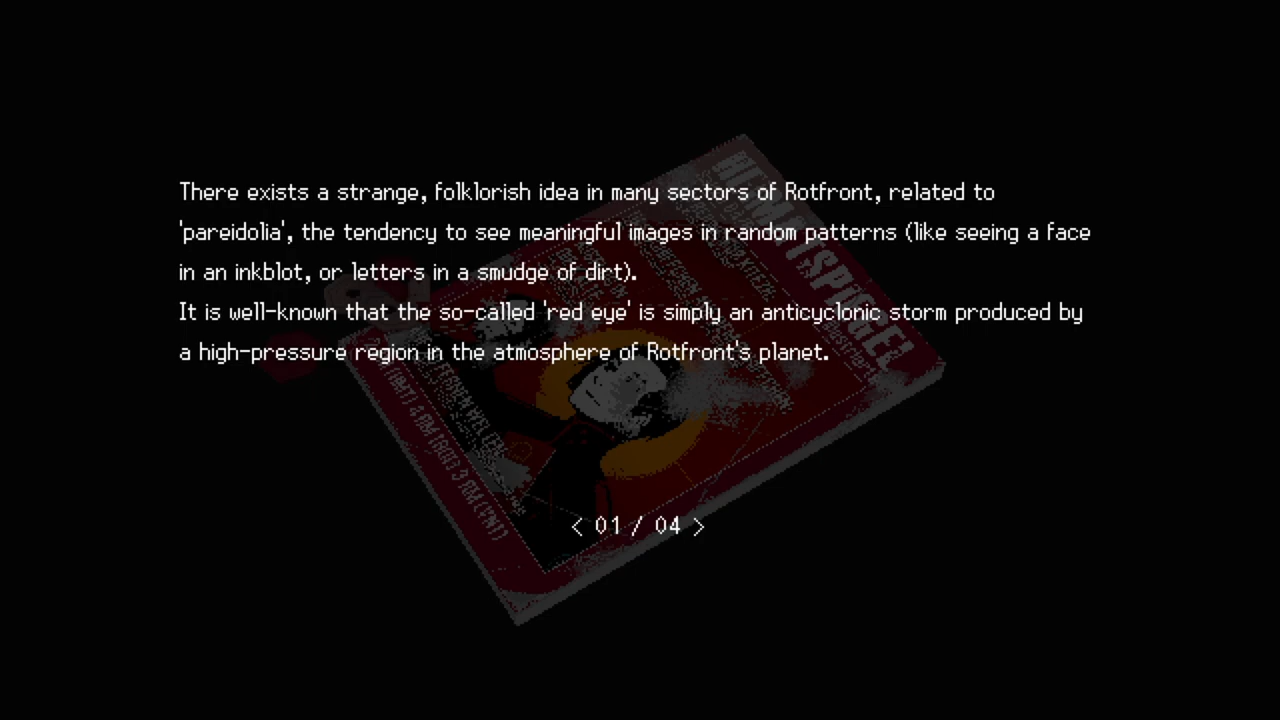 There exists a strange, folklorish idea in many sectors of Rotfront, related to
'pareidolia', the tendency to see meaningful images in random patterns (like seeing a face
in an inkblot, or letters in a smudge of dirt).
It is well-known that the so-called 'red eye' is simply an anticyclonic storm produced by
a high-pressure region in the atmosphere of Rotfront's planet.
< 01 / 04 >